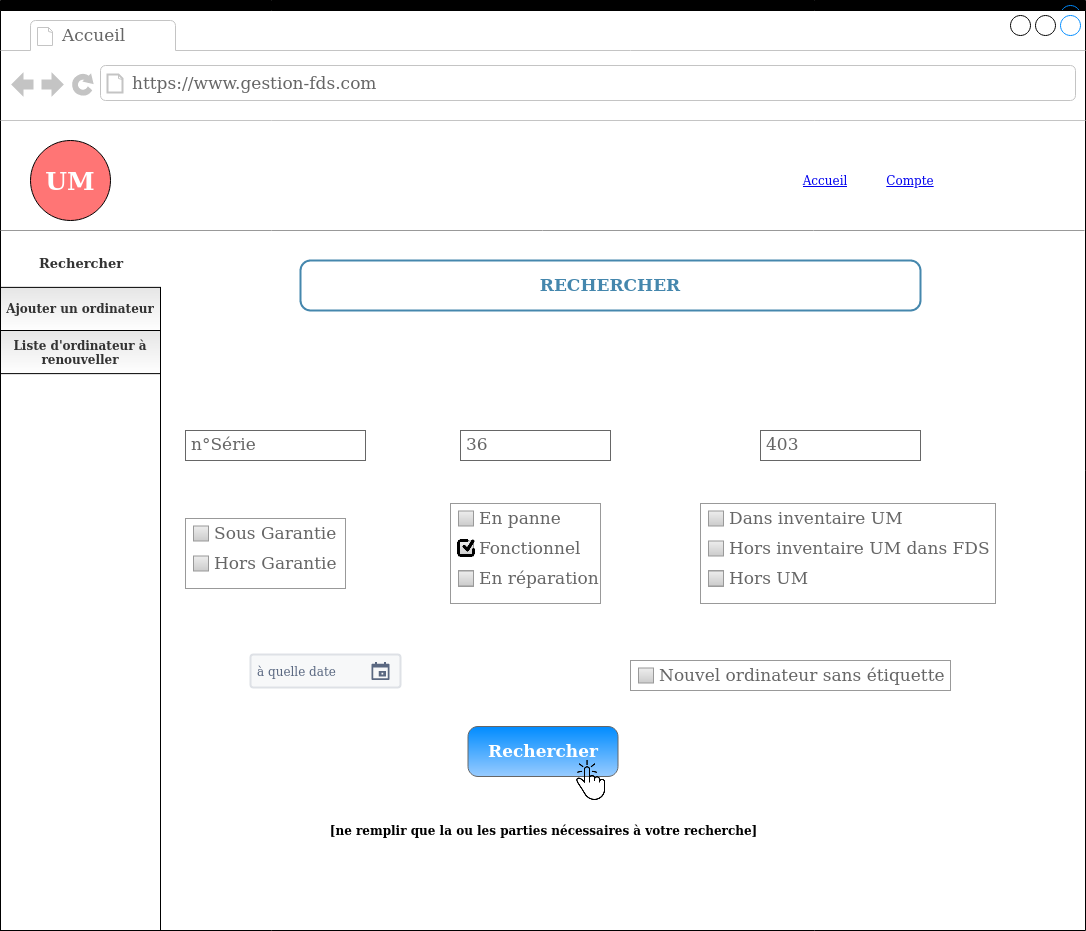 Accueil
https://www.gestion-fds.com
UM
Accueil
Compte
Rechercher
Ajouter un ordinateur
Liste d'ordinateur à
renouveller
RECHERCHER
n°Série
36
403
Sous Garantie
Hors Garantie
En panne
Fonctionnel
En réparation
Dans inventaire UM
Hors inventaire UM dans FDS
Hors UM
à quelle date
Nouvel ordinateur sans étiquette
Rechercher
[ne remplir que la ou les parties nécessaires à votre recherche]